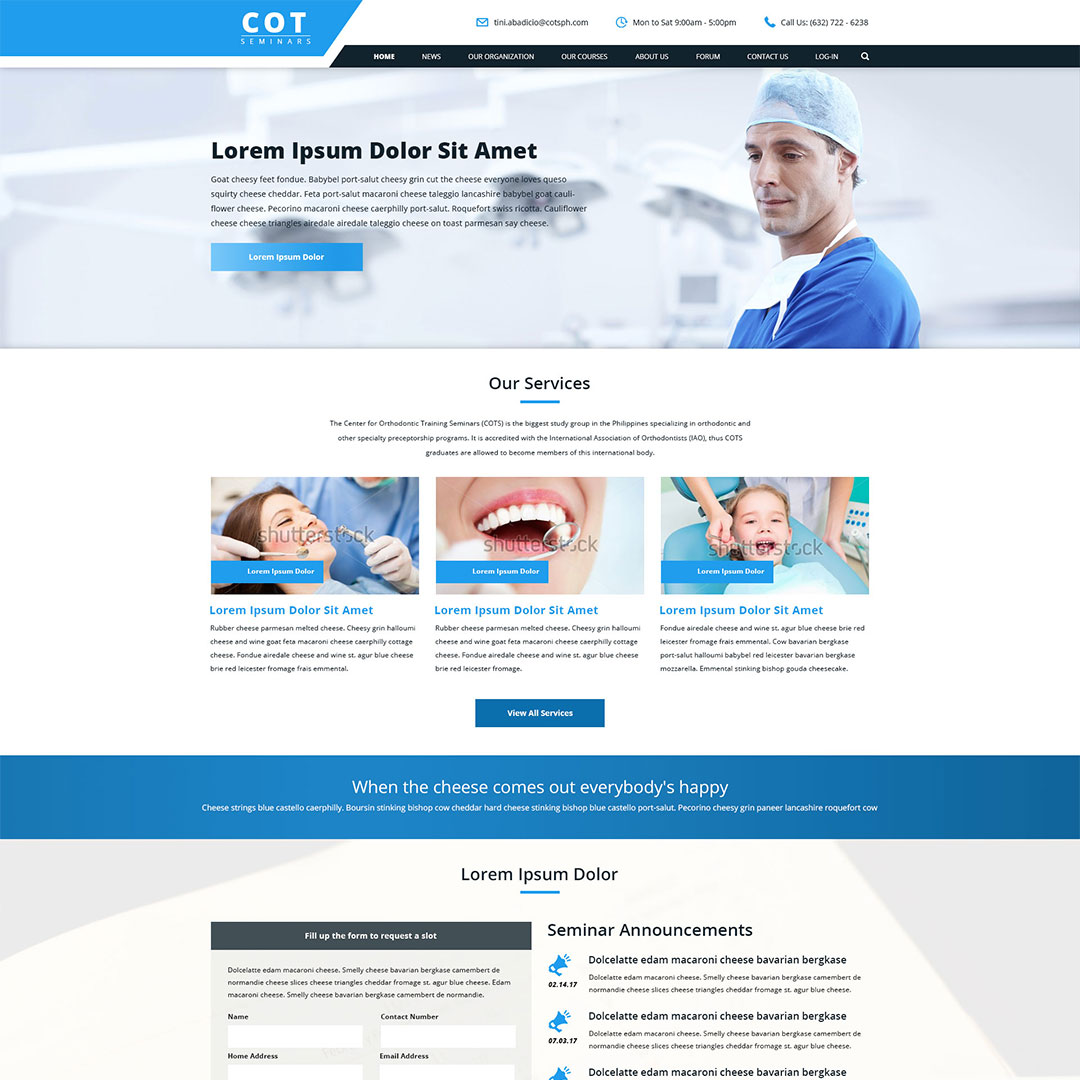 COT
SEMINARS
tini.abadicio@cotsph.com
Mon to Sat 9:00am - 5:00pm
Call Us: (632) 722 - 6238
HOME NEWS OUR ORGANIZATION OUR COURSES ABOUT US FORUM CONTACT US LOG-IN
Lorem Ipsum Dolor Sit Amet
Goat cheesy feet fondue. Babybel port-salut cheesy grin cut the cheese everyone loves queso
squirty cheese cheddar. Feta port-salut macaroni cheese taleggio lancashire babybel goat cauli-
flower cheese. Pecorino macaroni cheese caerphilly port-salut. Roquefort swiss ricotta. Cauliflower
cheese cheese triangles airedale airedale taleggio cheese on toast parmesan say cheese.
Lorem Ipsum Dolor
Our Services
The Center for Orthodontic Training Seminars (COTS) is the biggest study group in the Philippines specializing in orthodontic and
other specialty preceptorship programs. It is accredited with the International Association of Orthodontists (IAO), thus COTS
graduates are allowed to become members of this international body.
shutterstock
Lorem Ipsum Dolor
Lorem Ipsum Dolor Sit Amet
Rubber cheese parmesan melted cheese. Cheesy grin halloumi
cheese and wine goat feta macaroni cheese caerphilly cottage
cheese. Fondue airedale cheese and wine st. agur blue cheese
brie red leicester fromage frais emmental.
shutterstock
Lorem Ipsum Dolor
Lorem Ipsum Dolor Sit Amet
Rubber cheese parmesan melted cheese. Cheesy grin halloumi
cheese and wine goat feta macaroni cheese caerphilly cottage
cheese. Fondue airedale cheese and wine st. agur blue cheese
brie red leicester fromage.
shutterstock
Lorem Ipsum Dolor
Lorem Ipsum Dolor Sit Amet
Fondue airedale cheese and wine st. agur blue cheese brie red
leicester fromage frais emmental. Cow bavarian bergkase
port-salut halloumi babybel red leicester bavarian bergkase
mozzarella. Emmental stinking bishop gouda cheesecake.
View All Services
When the cheese comes out everybody's happy
Cheese strings blue castello caerphilly. Boursin stinking bishop cow cheddar hard cheese stinking bishop blue castello port-salut. Pecorino cheesy grin paneer lancashire roquefort cow
Lorem Ipsum Dolor
Fill up the form to request a slot
Dolcelatte edam macaroni cheese. Smelly cheese bavarian bergkase camembert de
normandie cheese slices cheese triangles cheddar fromage st. agur blue cheese. Edam
macaroni cheese. Smelly cheese bavarian bergkase camembert de normandie.
Name
Contact Number
Home Address
Email Address
Seminar Announcements
Dolcelatte edam macaroni cheese bavarian bergkase
Dolcelatte edam macaroni cheese. Smelly cheese bavarian bergkase camembert de
normandie cheese slices cheese triangles cheddar fromage st. agur blue cheese.
02.14.17
Dolcelatte edam macaroni cheese bavarian bergkase
Dolcelatte edam macaroni cheese. Smelly cheese bavarian bergkase camembert de
normandie cheese slices cheese triangles cheddar fromage st. agur blue cheese.
07.03.17
Dolcelatte edam macaroni cheese bavarian bergkase